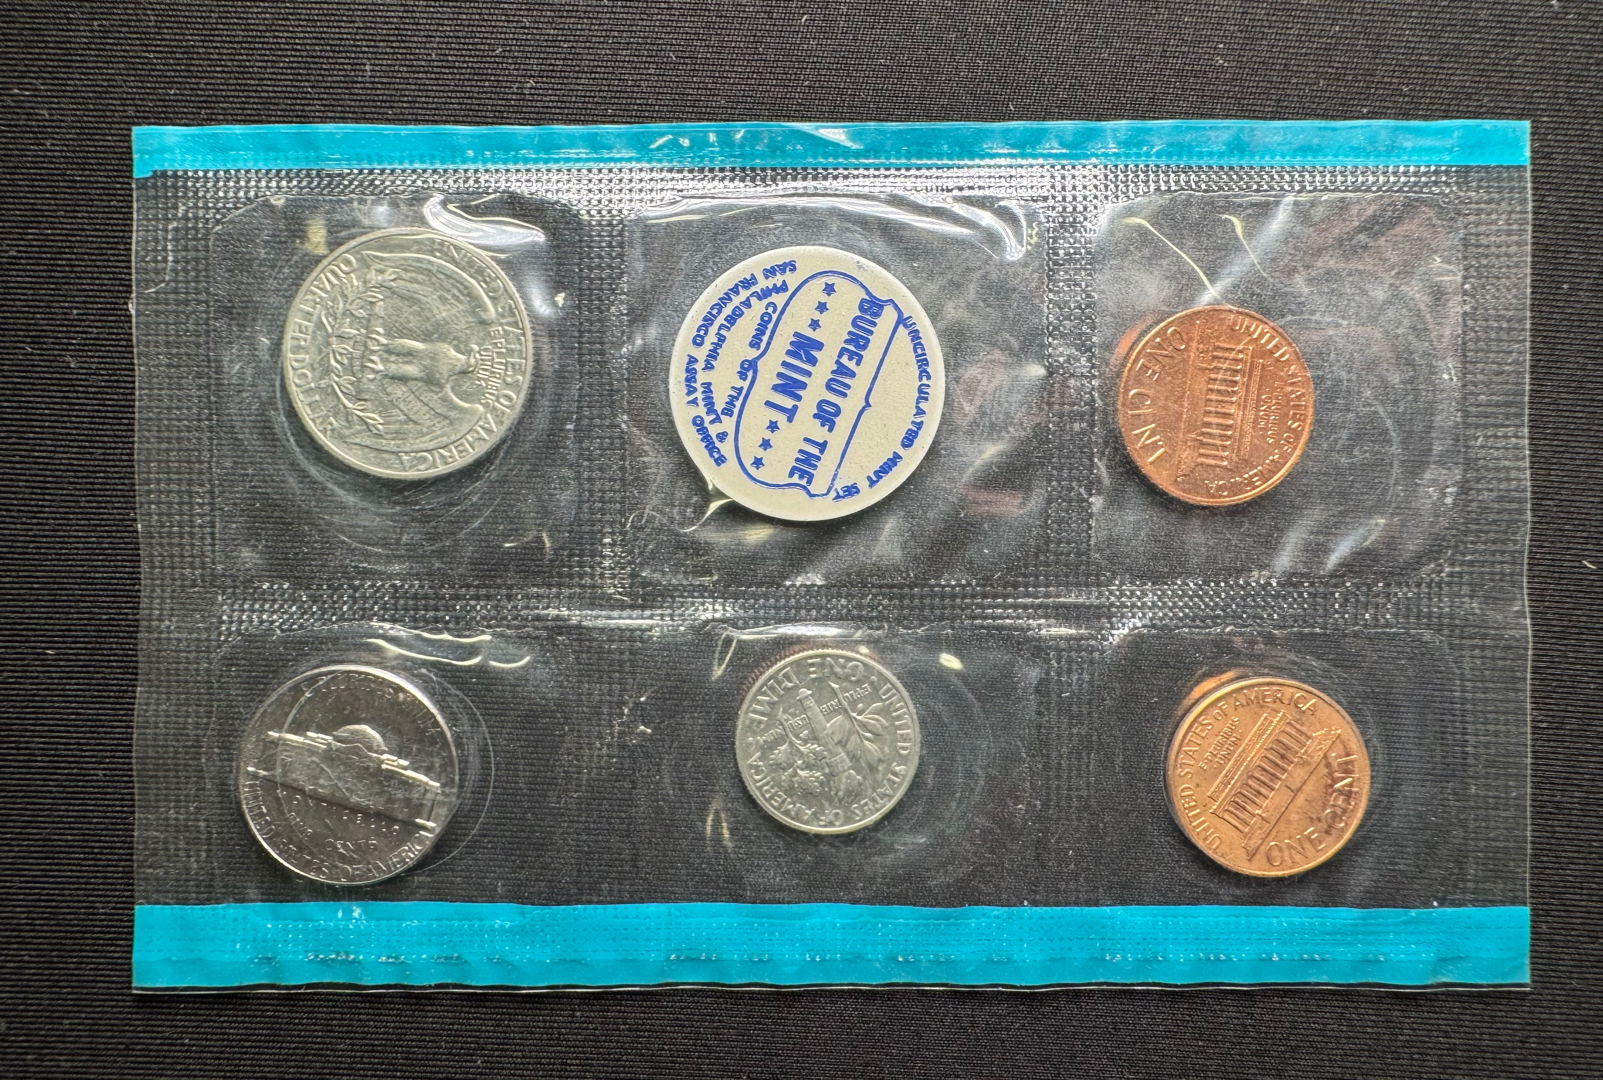 UNITED STATES OF AMERICA
E PLURIBUS
UNUM
QUARTER DOLLAR
UNCIRCULATED MINT SET
BUREAU OF THE
MINT
COINS OF THE
PHILADELPHIA MINT &
SAN FRANCISCO ASSAY OFFICE
UNITED STATES OF AMERICA
E PLURIBUS
UNUM
ONE CENT
E PLURIBUS UNUM
MONTICELLO
CENTS
UNITED STATES OF AMERICA
UNITED STATES OF AMERICA
ONE DIME
UNITED STATES OF AMERICA
E PLURIBUS
UNUM
ONE CENT